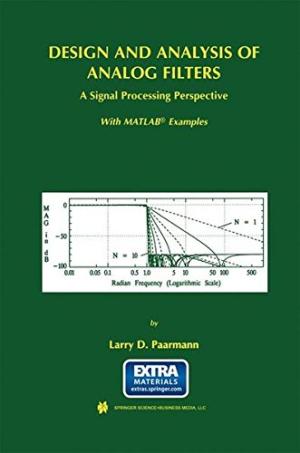 DESIGN AND ANALYSIS OF
ANALOG FILTERS
A Signal Processing Perspective
With MATLAB® Examples
MAG in dB
0
-50
-100
N = 1
N = 10
0.01 0.05 0.1 0.5 1.0 5 10 50 100 500
Radian Frequency (Logarithmic Scale)
by
Larry D. Paarmann
EXTRA
MATERIALS
extras.springer.com
SPRINGER SCIENCE+BUSINESS MEDIA, LLC